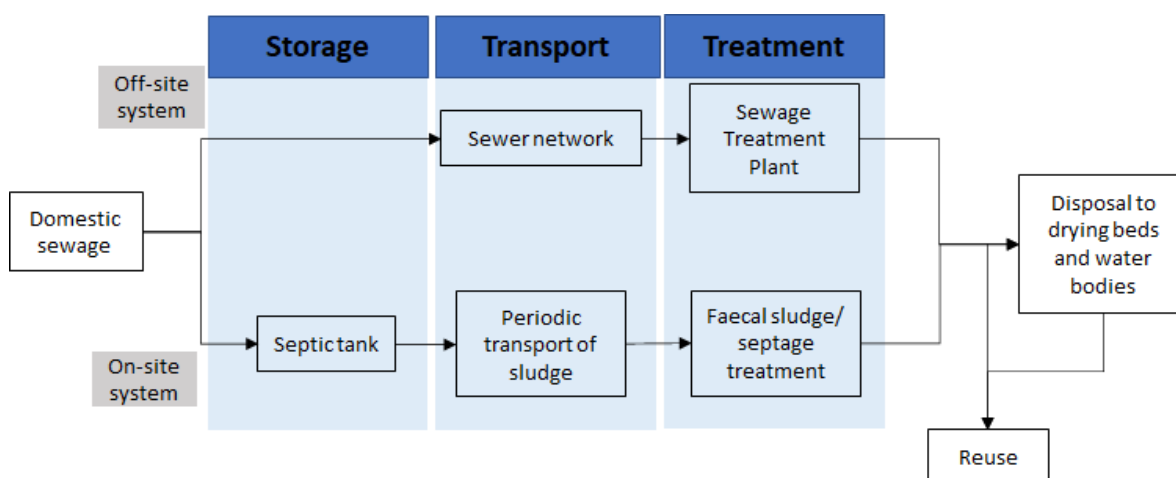 Storage
Transport
Treatment
Off-site
system
Sewer network
Sewage
Treatment
Plant
Domestic
sewage
Disposal to
drying beds
and water
bodies
On-site
system
Septic tank
Periodic
transport of
sludge
Faecal sludge/
septage
treatment
Reuse